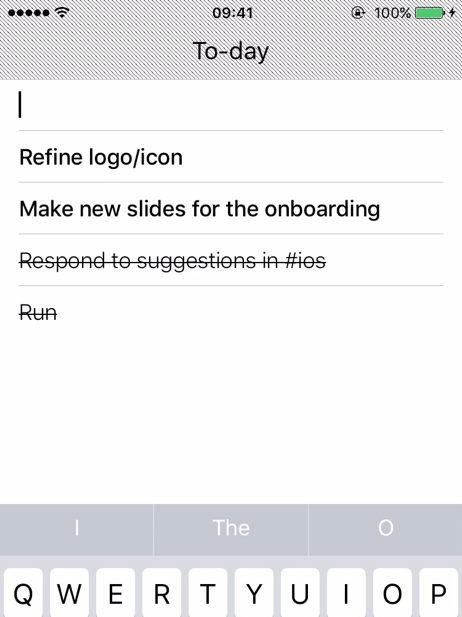 09:41
100%
To-day
Refine logo/icon
Make new slides for the onboarding
Respond to suggestions in #ios
Run
I The O
Q W E R T Y U I O P